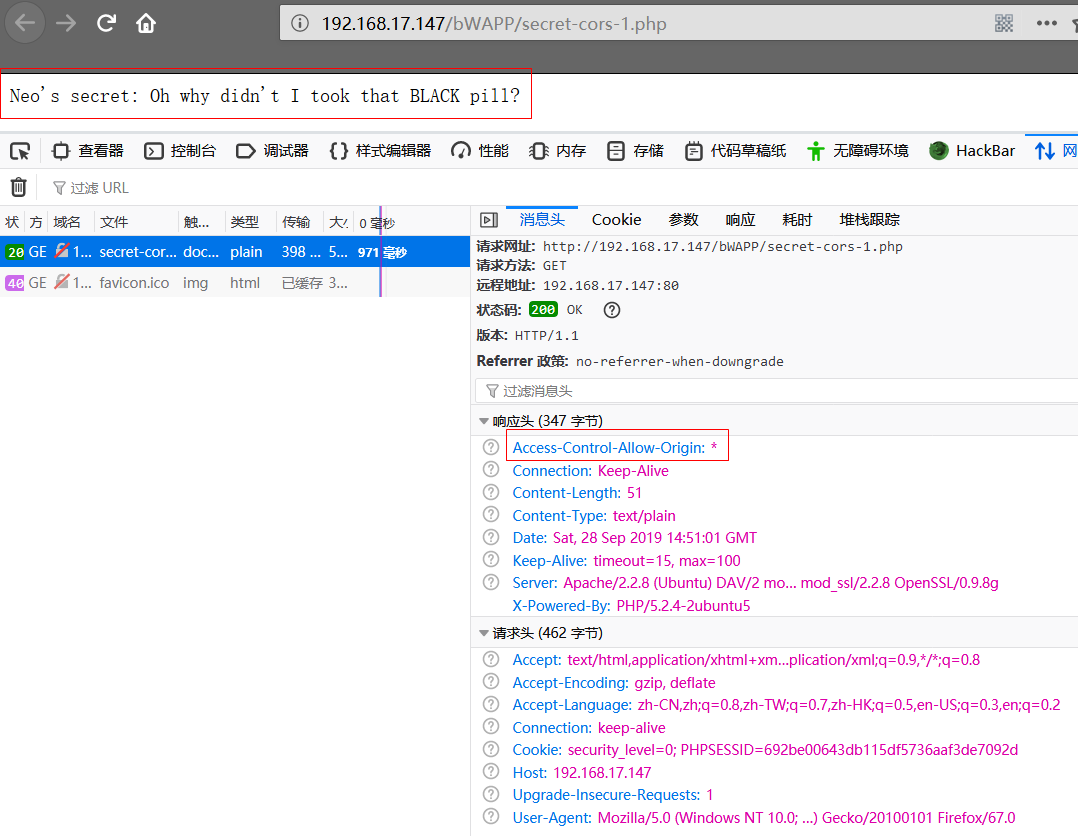 192.168.17.147/bWAPP/secret-cors-1.php
Neo's secret: Oh why didn't I took that BLACK pill?
查看器 控制台 调试器 样式编辑器 性能 内存 存储 代码草稿纸 无障碍环境 HackBar 网
过滤 URL
状 方 域名 文件 触... 类型 传输 大小 0 毫秒
20 GE 1... secret-cor... doc... plain 398 ... 5... 971 毫秒
40 GE 1... favicon.ico img html 已缓存 3...
消息头 Cookie 参数 响应 耗时 堆栈跟踪
请求网址: http://192.168.17.147/bWAPP/secret-cors-1.php
请求方法: GET
远程地址: 192.168.17.147:80
状态码: 200 OK
版本: HTTP/1.1
Referrer 政策: no-referrer-when-downgrade
过滤消息头
响应头 (347 字节)
Access-Control-Allow-Origin: *
Connection: Keep-Alive
Content-Length: 51
Content-Type: text/plain
Date: Sat, 28 Sep 2019 14:51:01 GMT
Keep-Alive: timeout=15, max=100
Server: Apache/2.2.8 (Ubuntu) DAV/2 mo... mod_ssl/2.2.8 OpenSSL/0.9.8g
X-Powered-By: PHP/5.2.4-2ubuntu5
请求头 (462 字节)
Accept: text/html,application/xhtml+xm...plication/xml;q=0.9,*/*;q=0.8
Accept-Encoding: gzip, deflate
Accept-Language: zh-CN,zh;q=0.8,zh-TW;q=0.7,zh-HK;q=0.5,en-US;q=0.3,en;q=0.2
Connection: keep-alive
Cookie: security_level=0; PHPSESSID=692be00643db115df5736aaf3de7092d
Host: 192.168.17.147
Upgrade-Insecure-Requests: 1
User-Agent: Mozilla/5.0 (Windows NT 10.0; ...) Gecko/20100101 Firefox/67.0